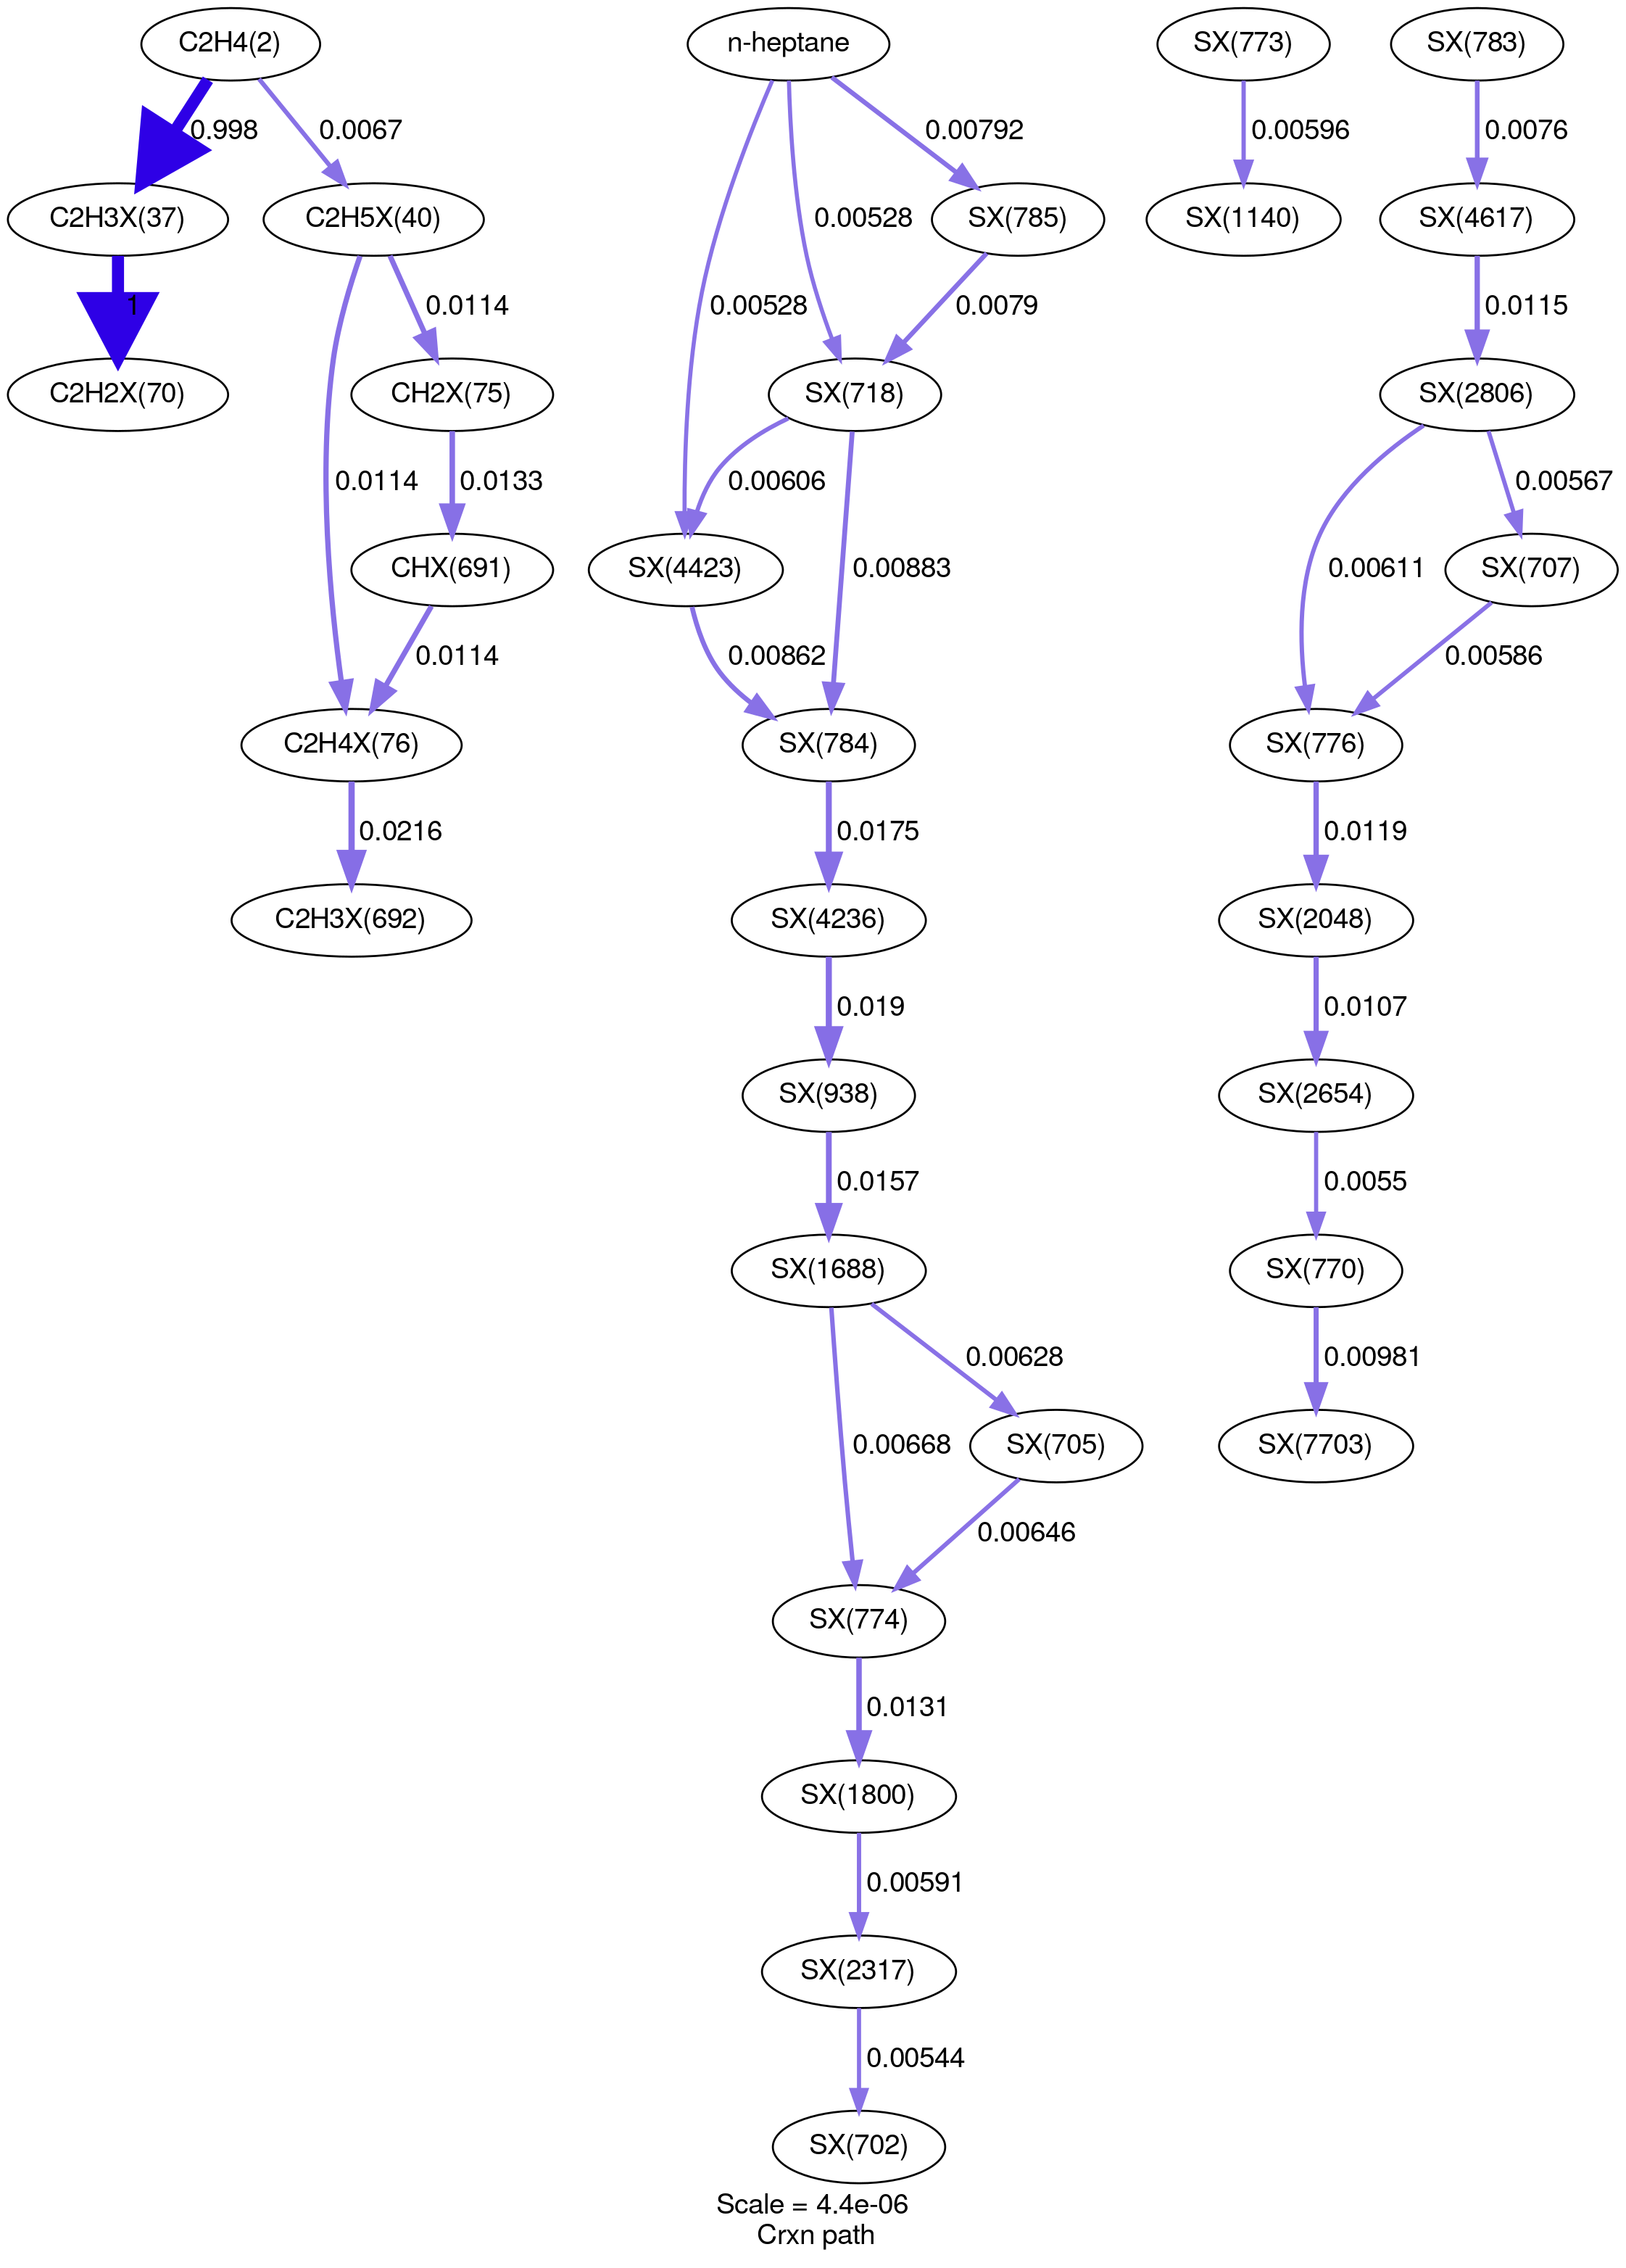 C2H4(2)
n-heptane
SX(773)
SX(783)
0.998
0.0067
0.00792
0.00596
0.0076
C2H3X(37)
C2H5X(40)
0.00528
SX(785)
SX(1140)
SX(4617)
1
0.0114
0.00528
0.0079
0.0115
C2H2X(70)
CH2X(75)
SX(718)
SX(2806)
0.0114
0.0133
0.00606
0.00611
0.00567
CHX(691)
SX(4423)
0.00883
SX(707)
0.0114
0.00862
0.00586
C2H4X(76)
SX(784)
SX(776)
0.0216
0.0175
0.0119
C2H3X(692)
SX(4236)
SX(2048)
0.019
0.0107
SX(938)
SX(2654)
0.0157
0.0055
SX(1688)
SX(770)
0.00628
0.00981
0.00668
SX(705)
SX(7703)
0.00646
SX(774)
0.0131
SX(1800)
0.00591
SX(2317)
0.00544
SX(702)
Scale = 4.4e-06
Crxn path